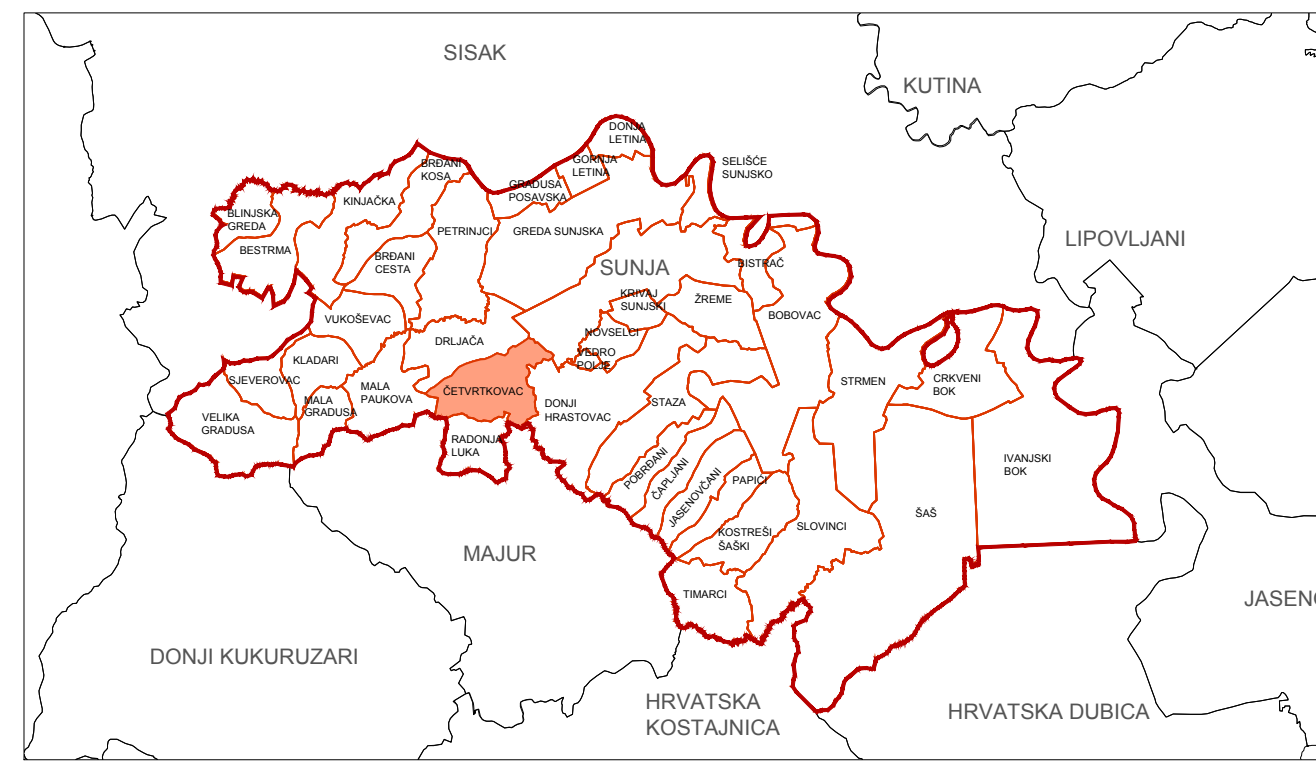 SISAK
KUTINA
DONJA
LETINA
BRĐANI
KOSA
GORNJA
LETINA
SELIŠĆE
SUNJSKO
GRADUSA
POSAVSKA
KINJAČKA
BLINJSKA
GREDA
PETRINJCI
GREDA SUNJSKA
LIPOVLJANI
BESTRMA
BRĐANI
CESTA
SUNJA
BISTRAČ
KRIVAJ
SUNJSKI
ŽREME
BOBOVAC
VUKOŠEVAC
NOVSELCI
DRLJAČA
VEDRO
POLJE
KLADARI
SJEVEROVAC
MALA
PAUKOVA
ČETVRTKOVAC
STRMEN
CRKVENI
BOK
MALA
GRADUSA
STAZA
DONJI
HRASTOVAC
VELIKA
GRADUSA
RADONJA
LUKA
IVANJSKI
BOK
POBRĐANI
ČAPLJANI
JASENOVČANI
PAPIĆI
ŠAŠ
SLOVINCI
KOSTREŠI
ŠAŠKI
MAJUR
TIMARCI
JASENO
DONJI KUKURUZARI
HRVATSKA
KOSTAJNICA
HRVATSKA DUBICA